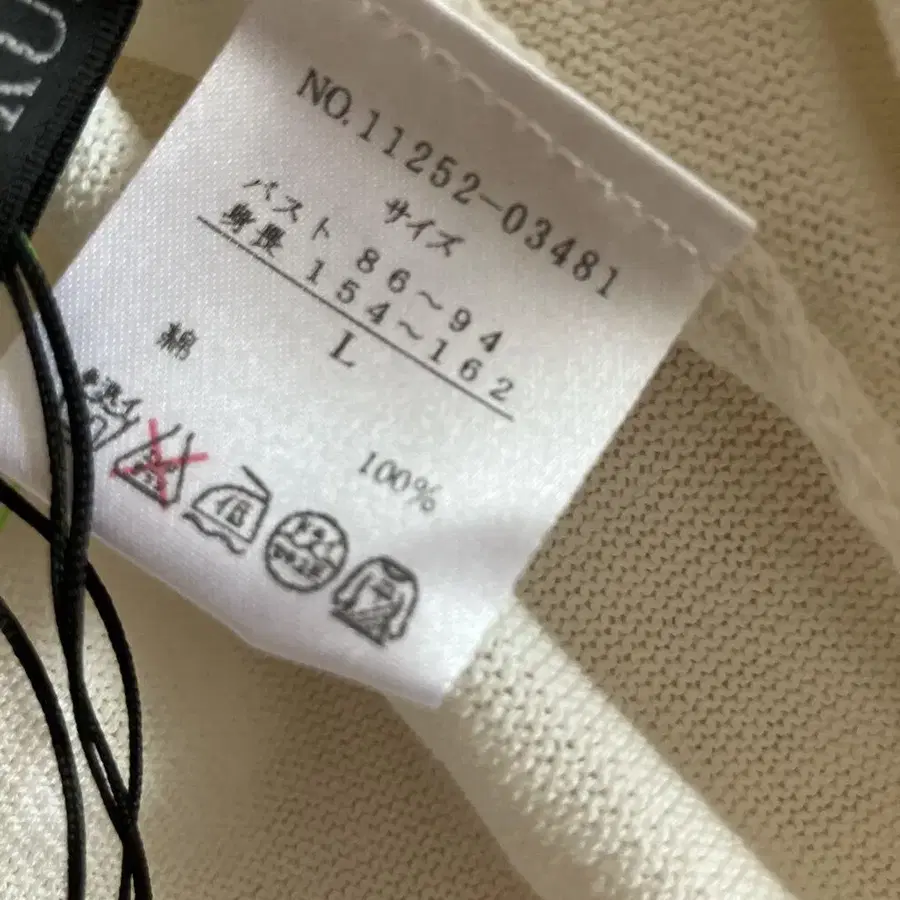 NO.11252-03481
サイズ
バスト 86～94
身長 154～162
L
綿 100%